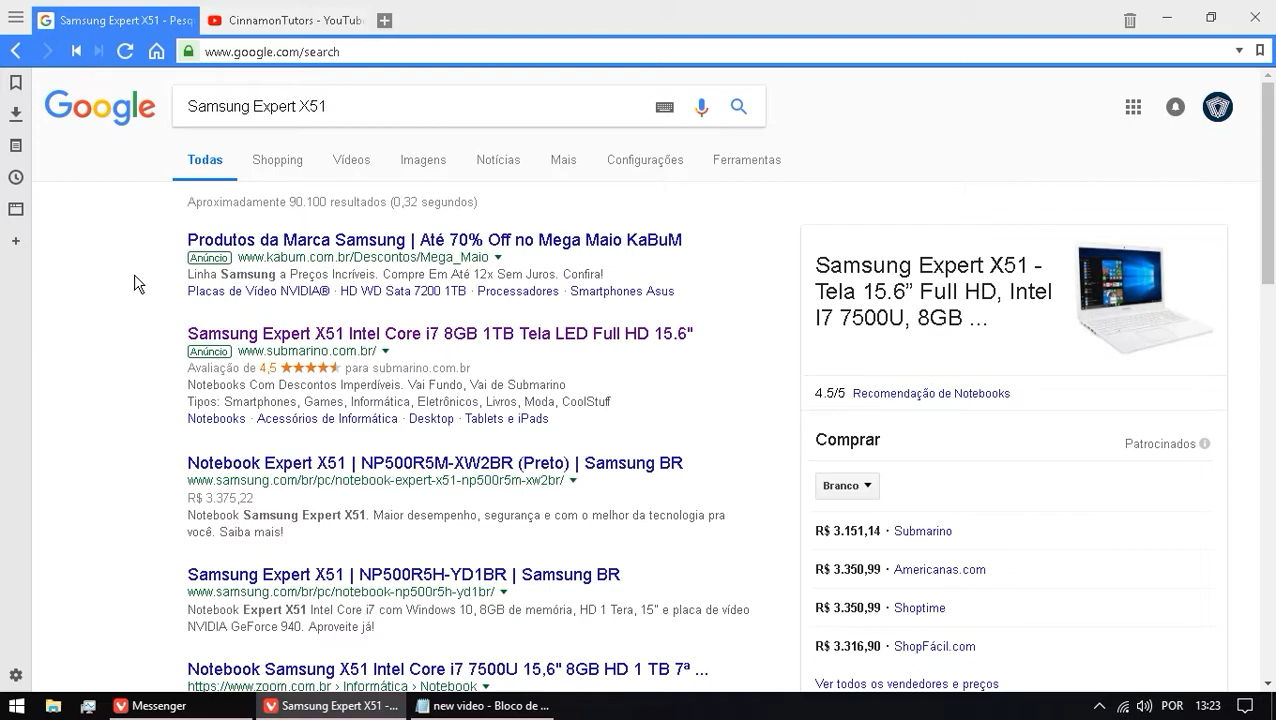 Samsung Expert X51 - Pesq
CinnamonTutors - YouTube
www.google.com/search
Google
Samsung Expert X51
Todas Shopping Vídeos Imagens Notícias Mais Configurações Ferramentas
Aproximadamente 90.100 resultados (0,32 segundos)
Produtos da Marca Samsung | Até 70% Off no Mega Maio KaBuM
Anúncio www.kabum.com.br/Descontos/Mega_Maio
Linha Samsung a Preços Incríveis. Compre Em Até 12x Sem Juros. Confira!
Placas de Vídeo NVIDIA® · HD WD Sata 7200 1TB · Processadores · Smartphones Asus
Samsung Expert X51 Intel Core i7 8GB 1TB Tela LED Full HD 15.6"
Anúncio www.submarino.com.br/
Avaliação de 4,5 para submarino.com.br
Notebooks Com Descontos Imperdíveis. Vai Fundo, Vai de Submarino
Tipos: Smartphones, Games, Informática, Eletrônicos, Livros, Moda, CoolStuff
Notebooks · Acessórios de Informática · Desktop · Tablets e iPads
Notebook Expert X51 | NP500R5M-XW2BR (Preto) | Samsung BR
www.samsung.com/br/pc/notebook-expert-x51-np500r5m-xw2br/
R$ 3.375,22
Notebook Samsung Expert X51. Maior desempenho, segurança e com o melhor da tecnologia pra
você. Saiba mais!
Samsung Expert X51 | NP500R5H-YD1BR | Samsung BR
www.samsung.com/br/pc/notebook-np500r5h-yd1br/
Notebook Expert X51 Intel Core i7 com Windows 10, 8GB de memória, HD 1 Tera, 15" e placa de vídeo
NVIDIA GeForce 940. Aproveite já!
Notebook Samsung X51 Intel Core i7 7500U 15,6" 8GB HD 1 TB 7ª ...
https://www.zoom.com.br › Informática › Notebook
Samsung Expert X51 -
Tela 15.6” Full HD, Intel
I7 7500U, 8GB ...
4.5/5 Recomendação de Notebooks
Comprar
Patrocinados
Branco
R$ 3.151,14 · Submarino
R$ 3.350,99 · Americanas.com
R$ 3.350,99 · Shoptime
R$ 3.316,90 · ShopFácil.com
Ver todos os vendedores e preços
Messenger
Samsung Expert X51 -...
new video - Bloco de ...
POR
13:23